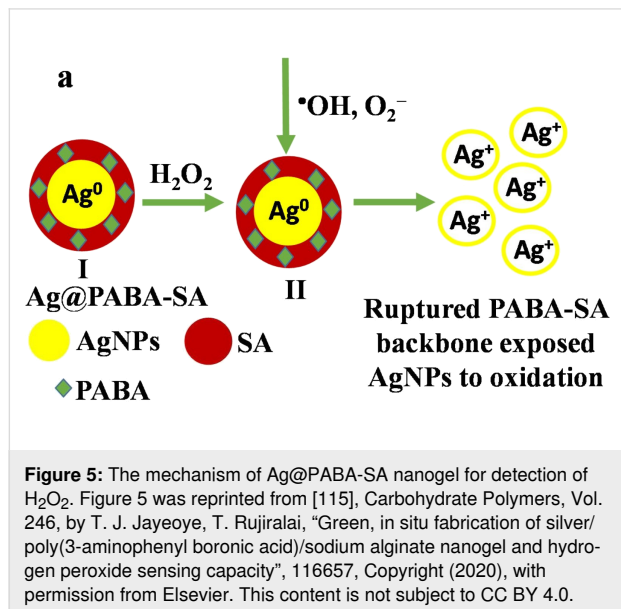 a
•OH, O₂⁻
H₂O₂
Ag⁰
Ag⁰
Ag⁺
Ag⁺
Ag⁺
Ag⁺
Ag⁺
I
II
Ag@PABA-SA
AgNPs
SA
PABA
Ruptured PABA-SA
backbone exposed
AgNPs to oxidation
Figure 5: The mechanism of Ag@PABA-SA nanogel for detection of
H₂O₂. Figure 5 was reprinted from [115], Carbohydrate Polymers, Vol.
246, by T. J. Jayeoye, T. Rujiralai, “Green, in situ fabrication of silver/
poly(3-aminophenyl boronic acid)/sodium alginate nanogel and hydro-
gen peroxide sensing capacity”, 116657, Copyright (2020), with
permission from Elsevier. This content is not subject to CC BY 4.0.